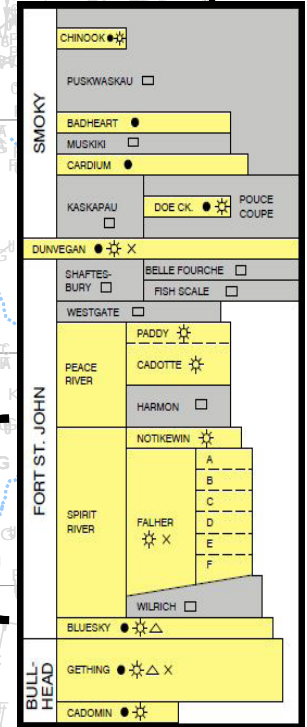 SMOKY
CHINOOK
PUSKWASKAU
BADHEART
MUSKIKI
CARDIUM
KASKAPAU
DOE CK.
POUCE
COUPE
DUNVEGAN X
FORT ST. JOHN
SHAFTES-
BURY
BELLE FOURCHE
FISH SCALE
WESTGATE
PEACE
RIVER
PADDY
CADOTTE
HARMON
SPIRIT
RIVER
NOTIKEWIN
FALHER
X
A
B
C
D
E
F
WILRICH
BLUESKY
BULL-
HEAD
GETHING X
CADOMIN